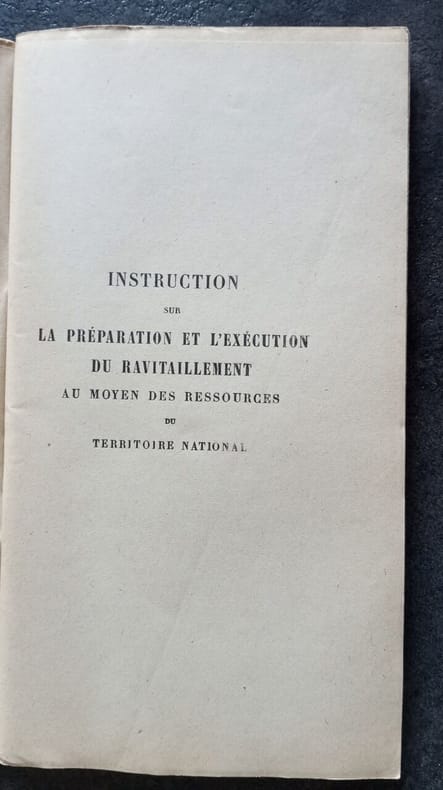 INSTRUCTION
SUR
LA PRÉPARATION ET L'EXÉCUTION
DU RAVITAILLEMENT
AU MOYEN DES RESSOURCES
DU
TERRITOIRE NATIONAL